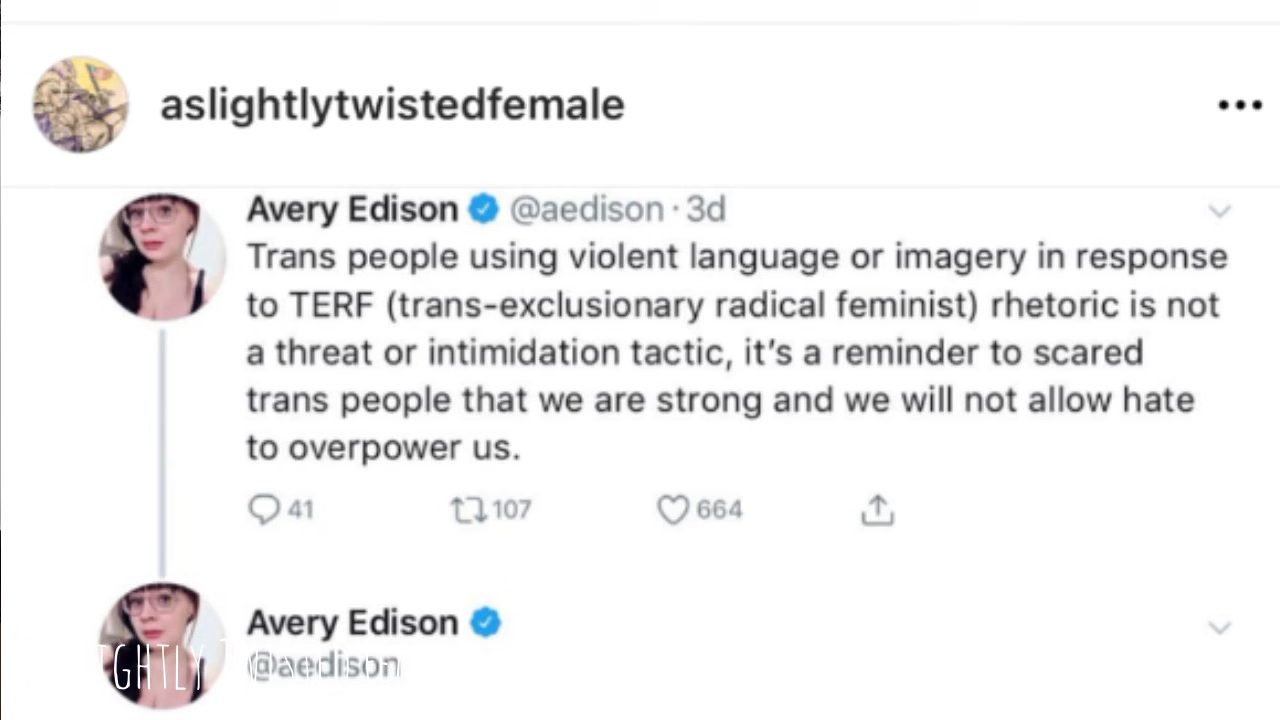 aslightlytwistedfemale
Avery Edison @aedison · 3d
Trans people using violent language or imagery in response
to TERF (trans-exclusionary radical feminist) rhetoric is not
a threat or intimidation tactic, it's a reminder to scared
trans people that we are strong and we will not allow hate
to overpower us.
41 107 664
Avery Edison
@aedison